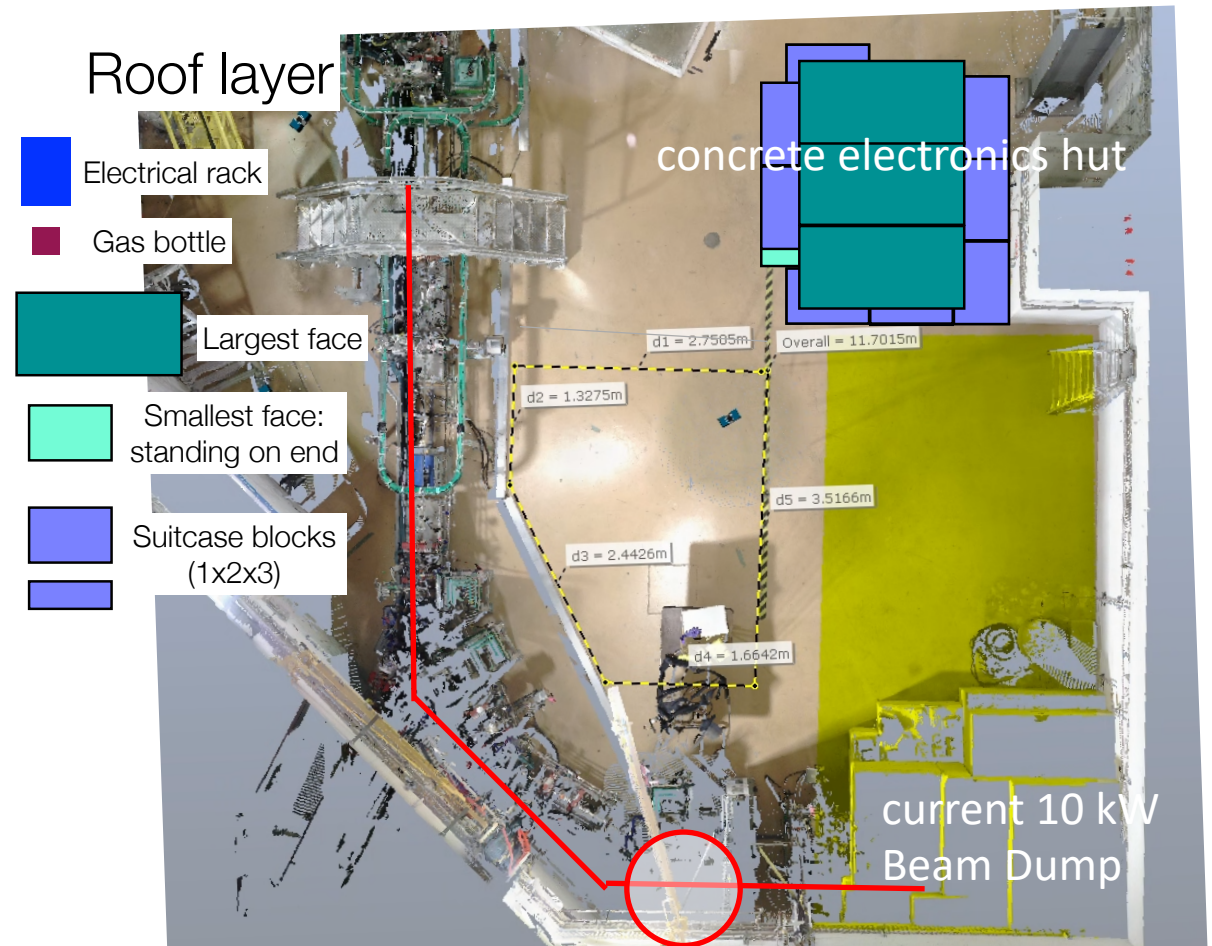 Roof layer
Electrical rack
Gas bottle
Largest face
Smallest face:
standing on end
Suitcase blocks
(1x2x3)
concrete electronics hut
d1 = 2.7505m
Overall = 11.7015m
d2 = 1.3275m
d5 = 3.5166m
d3 = 2.4426m
d4 = 1.6642m
current 10 kW
Beam Dump